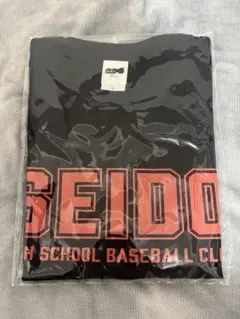 SEIDO
H SCHOOL BASEBALL CLU